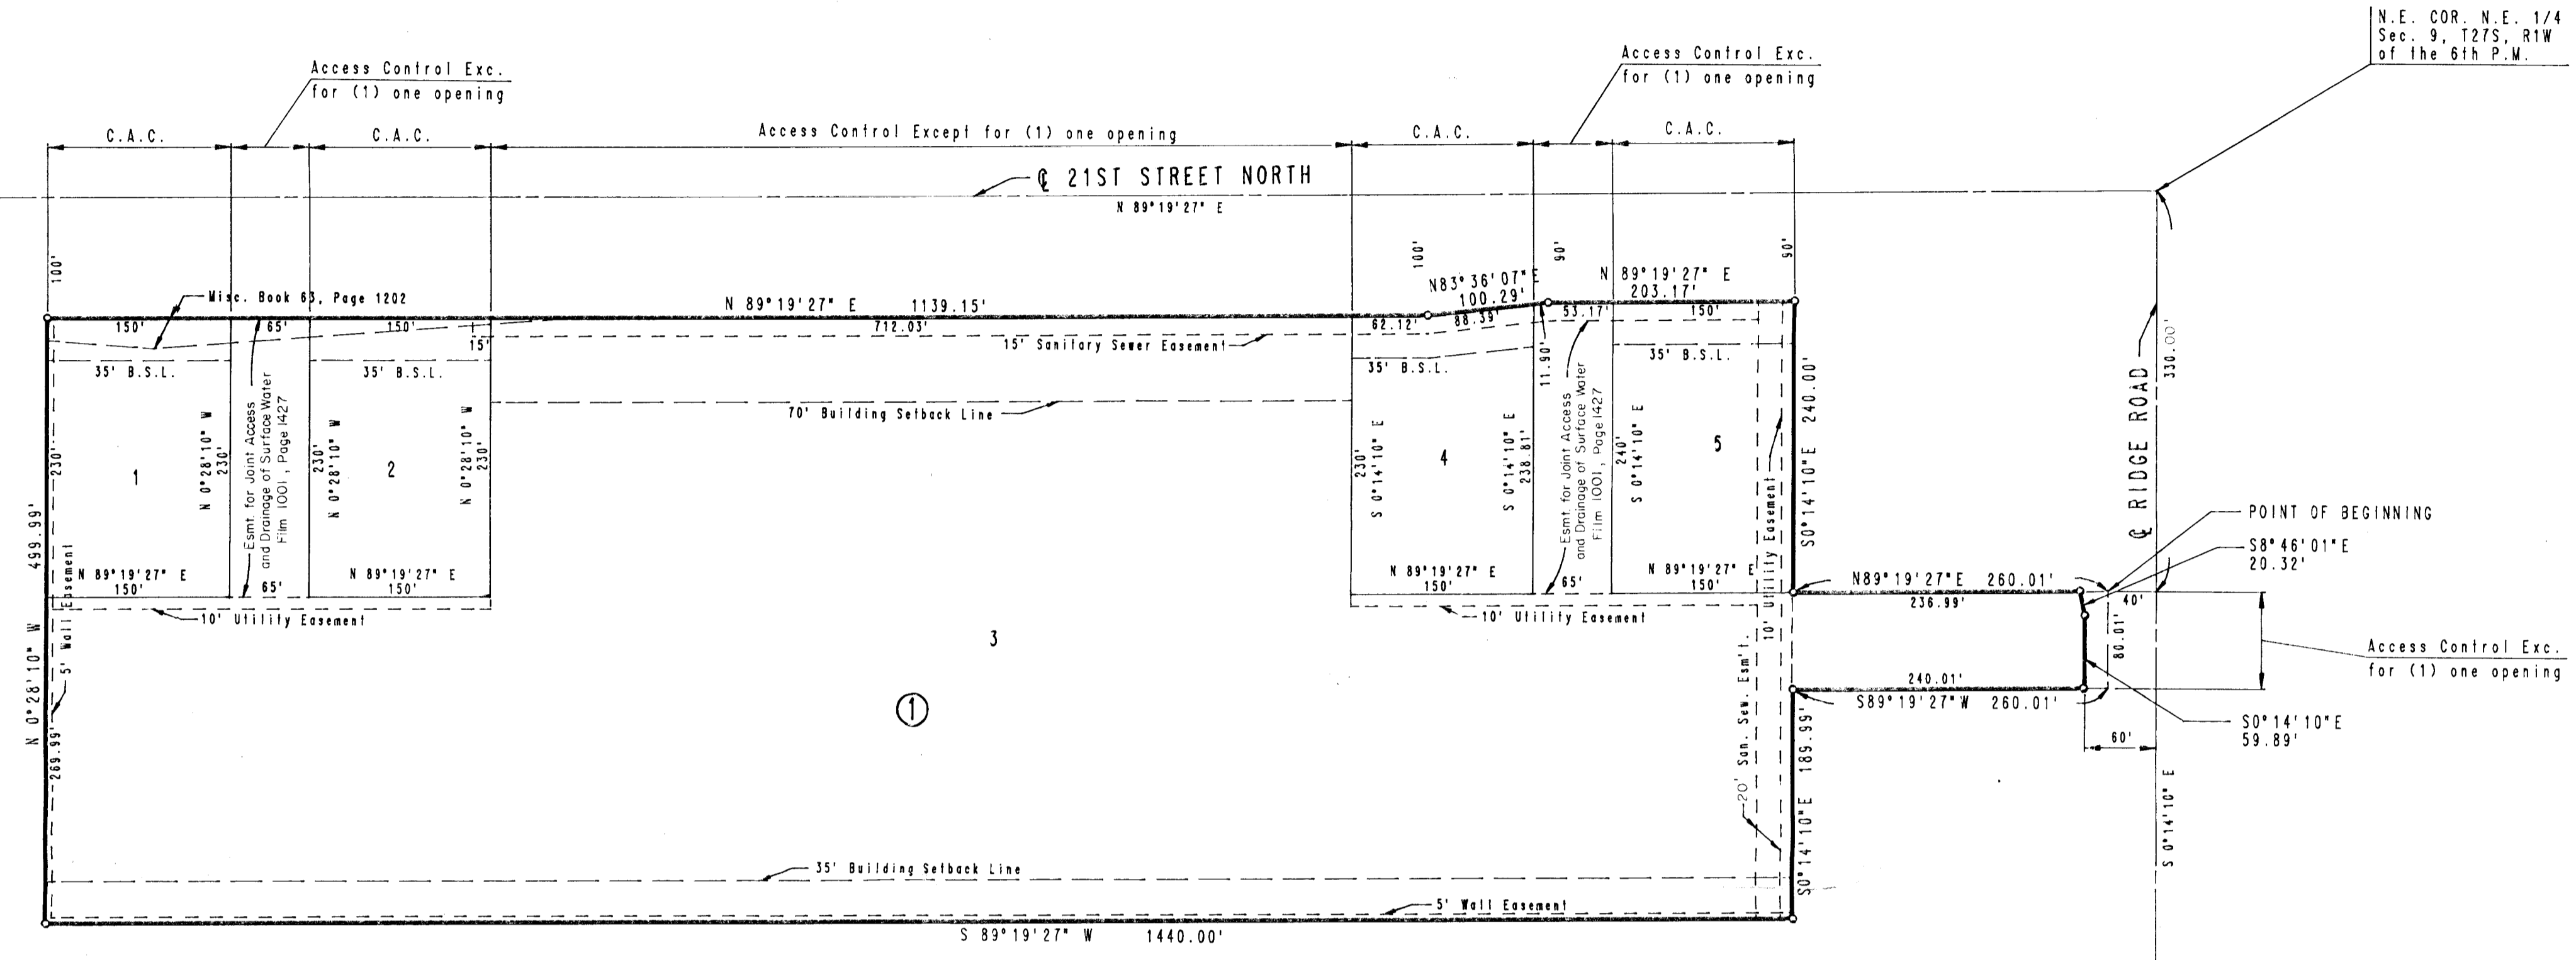 N.E. COR. N.E. 1/4
Sec. 9, T27S, R1W
of the 6th P.M.
Access Control Exc.
for (1) one opening
Access Control Exc.
for (1) one opening
C.A.C.
C.A.C.
Access Control Except for (1) one opening
C.A.C.
C.A.C.
℄ 21ST STREET NORTH
N 89°19'27" E
100'
100'
90'
90'
Misc. Book 63, Page 1202
N 89°19'27" E 1139.15'
N83°36'07"E
100.29'
N 89°19'27" E
203.17'
150'
65'
150'
712.03'
62.12'
88.39'
53.17'
150'
15'
15' Sanitary Sewer Easement
11.90'
35' B.S.L.
35' B.S.L.
35' B.S.L.
35' B.S.L.
70' Building Setback Line
230'
1
N 0°28'10" W
230'
Esmt. for Joint Access
and Drainage of Surface Water
Film 1001, Page 1427
230'
N 0°28'10" W
2
N 0°28'10" W
230'
230'
S 0°14'10" E
4
S 0°14'10" E
238.81'
Esmt. for Joint Access
and Drainage of Surface Water
Film 1001, Page 1427
240'
S 0°14'10" E
5
10' Utility Easement
S0°14'10"E 240.00'
℄ RIDGE ROAD
330.00'
N 89°19'27" E
150'
65'
N 89°19'27" E
150'
N 89°19'27" E
150'
65'
N 89°19'27" E
150'
10' Utility Easement
10' Utility Easement
POINT OF BEGINNING
S8°46'01"E
20.32'
N89°19'27"E 260.01'
236.99'
40'
80.01'
Access Control Exc.
for (1) one opening
240.01'
S89°19'27"W 260.01'
S0°14'10"E
59.89'
60'
S 0°14'10" E
N 0°28'10" W 499.99'
5' Wall Easement
269.99'
3
1
20' San. Sew. Esm't.
10'
S0°14'10"E 189.99'
35' Building Setback Line
5' Wall Easement
S 89°19'27" W 1440.00'